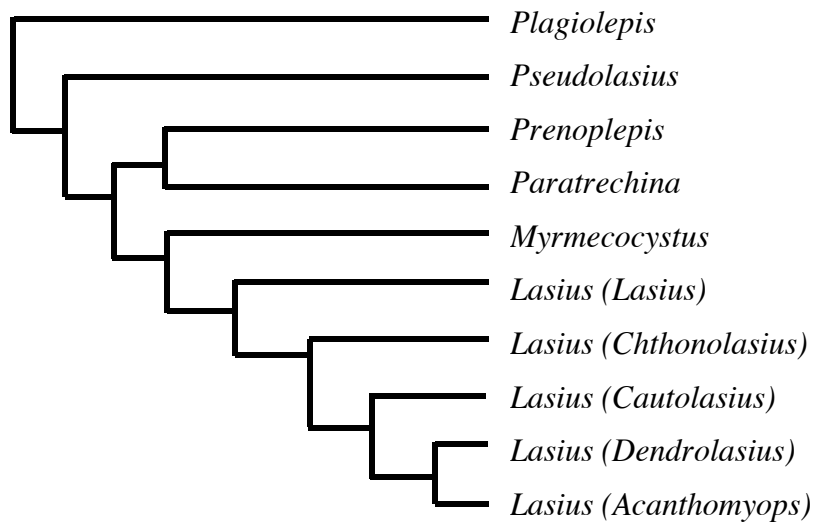 Plagiolepis
Pseudolasius
Prenoplepis
Paratrechina
Myrmecocystus
Lasius (Lasius)
Lasius (Chthonolasius)
Lasius (Cautolasius)
Lasius (Dendrolasius)
Lasius (Acanthomyops)